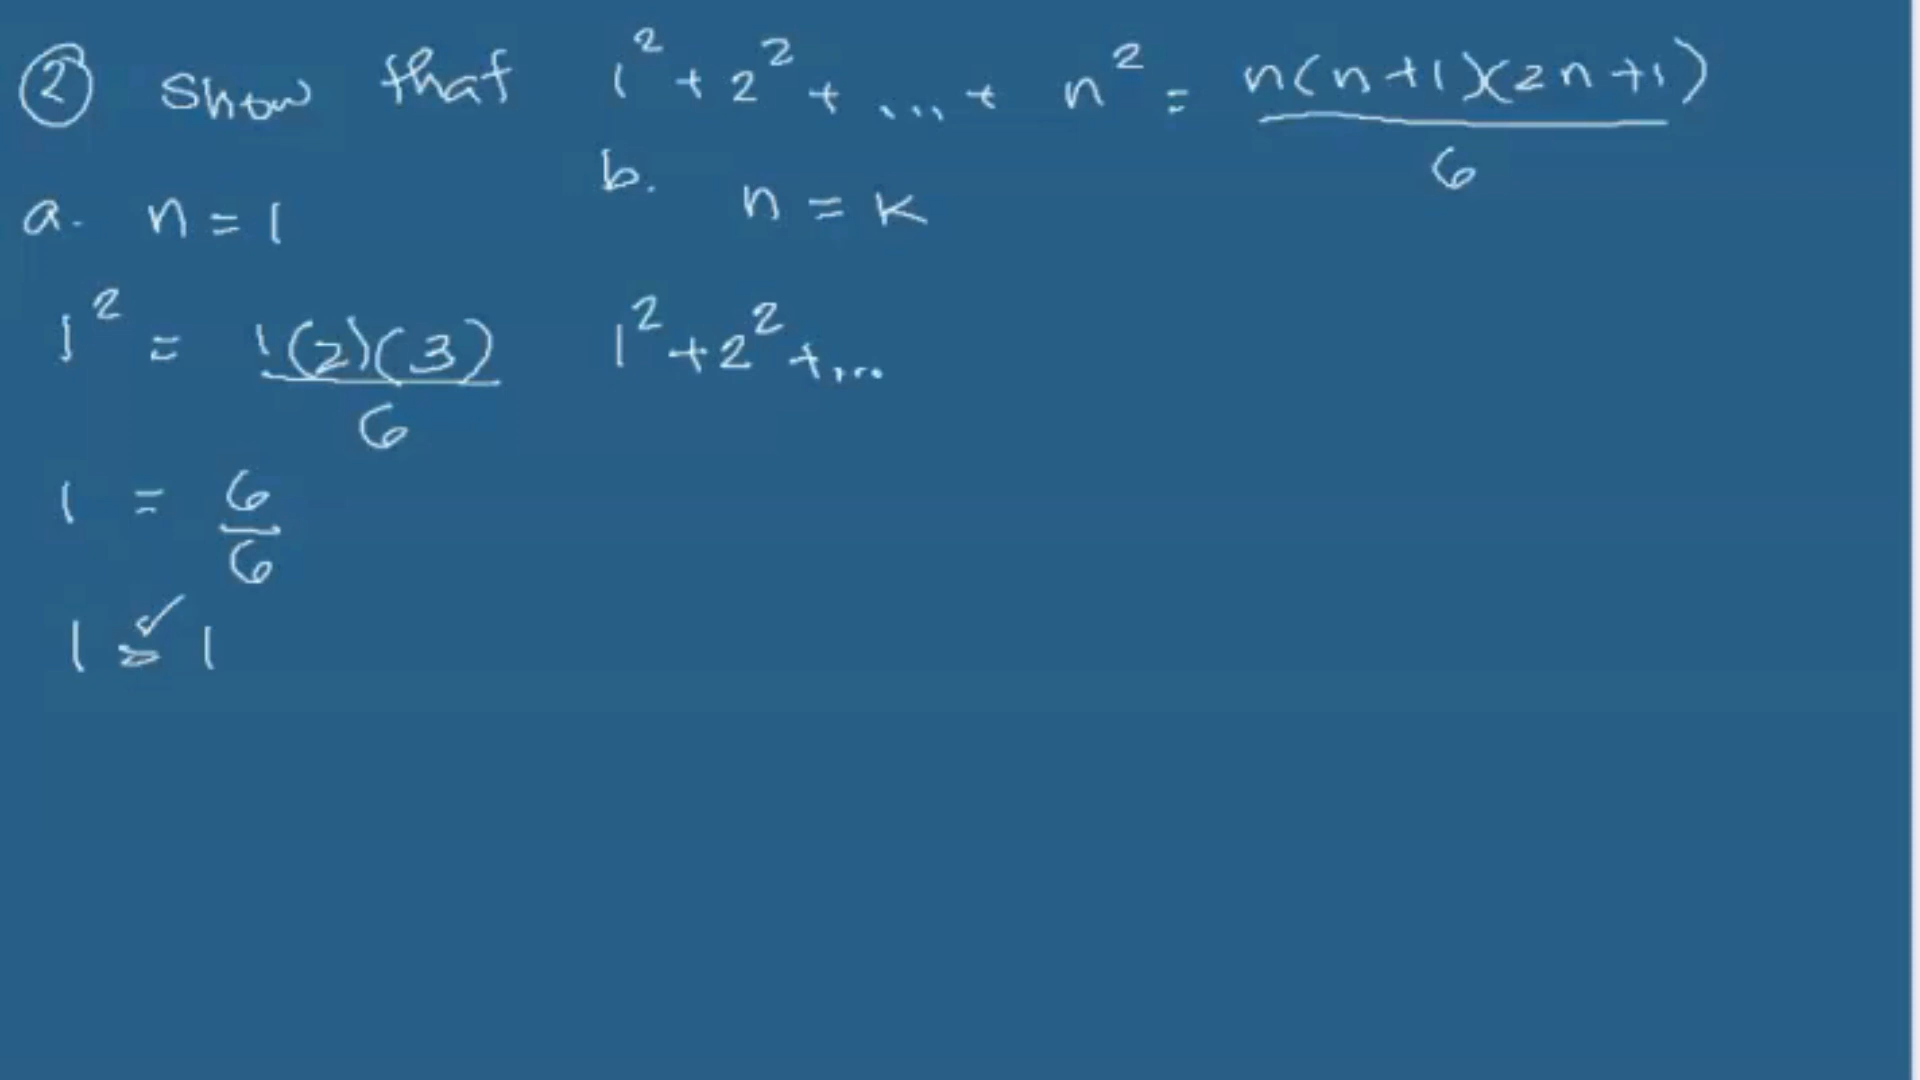 ② Show that 1² + 2² + ... + n² = n(n+1)(2n+1)
6
a. n = 1
1² = 1(2)(3)
6
1 = 6
6
1 = 1 ✓
b. n = k
1² + 2² + ...